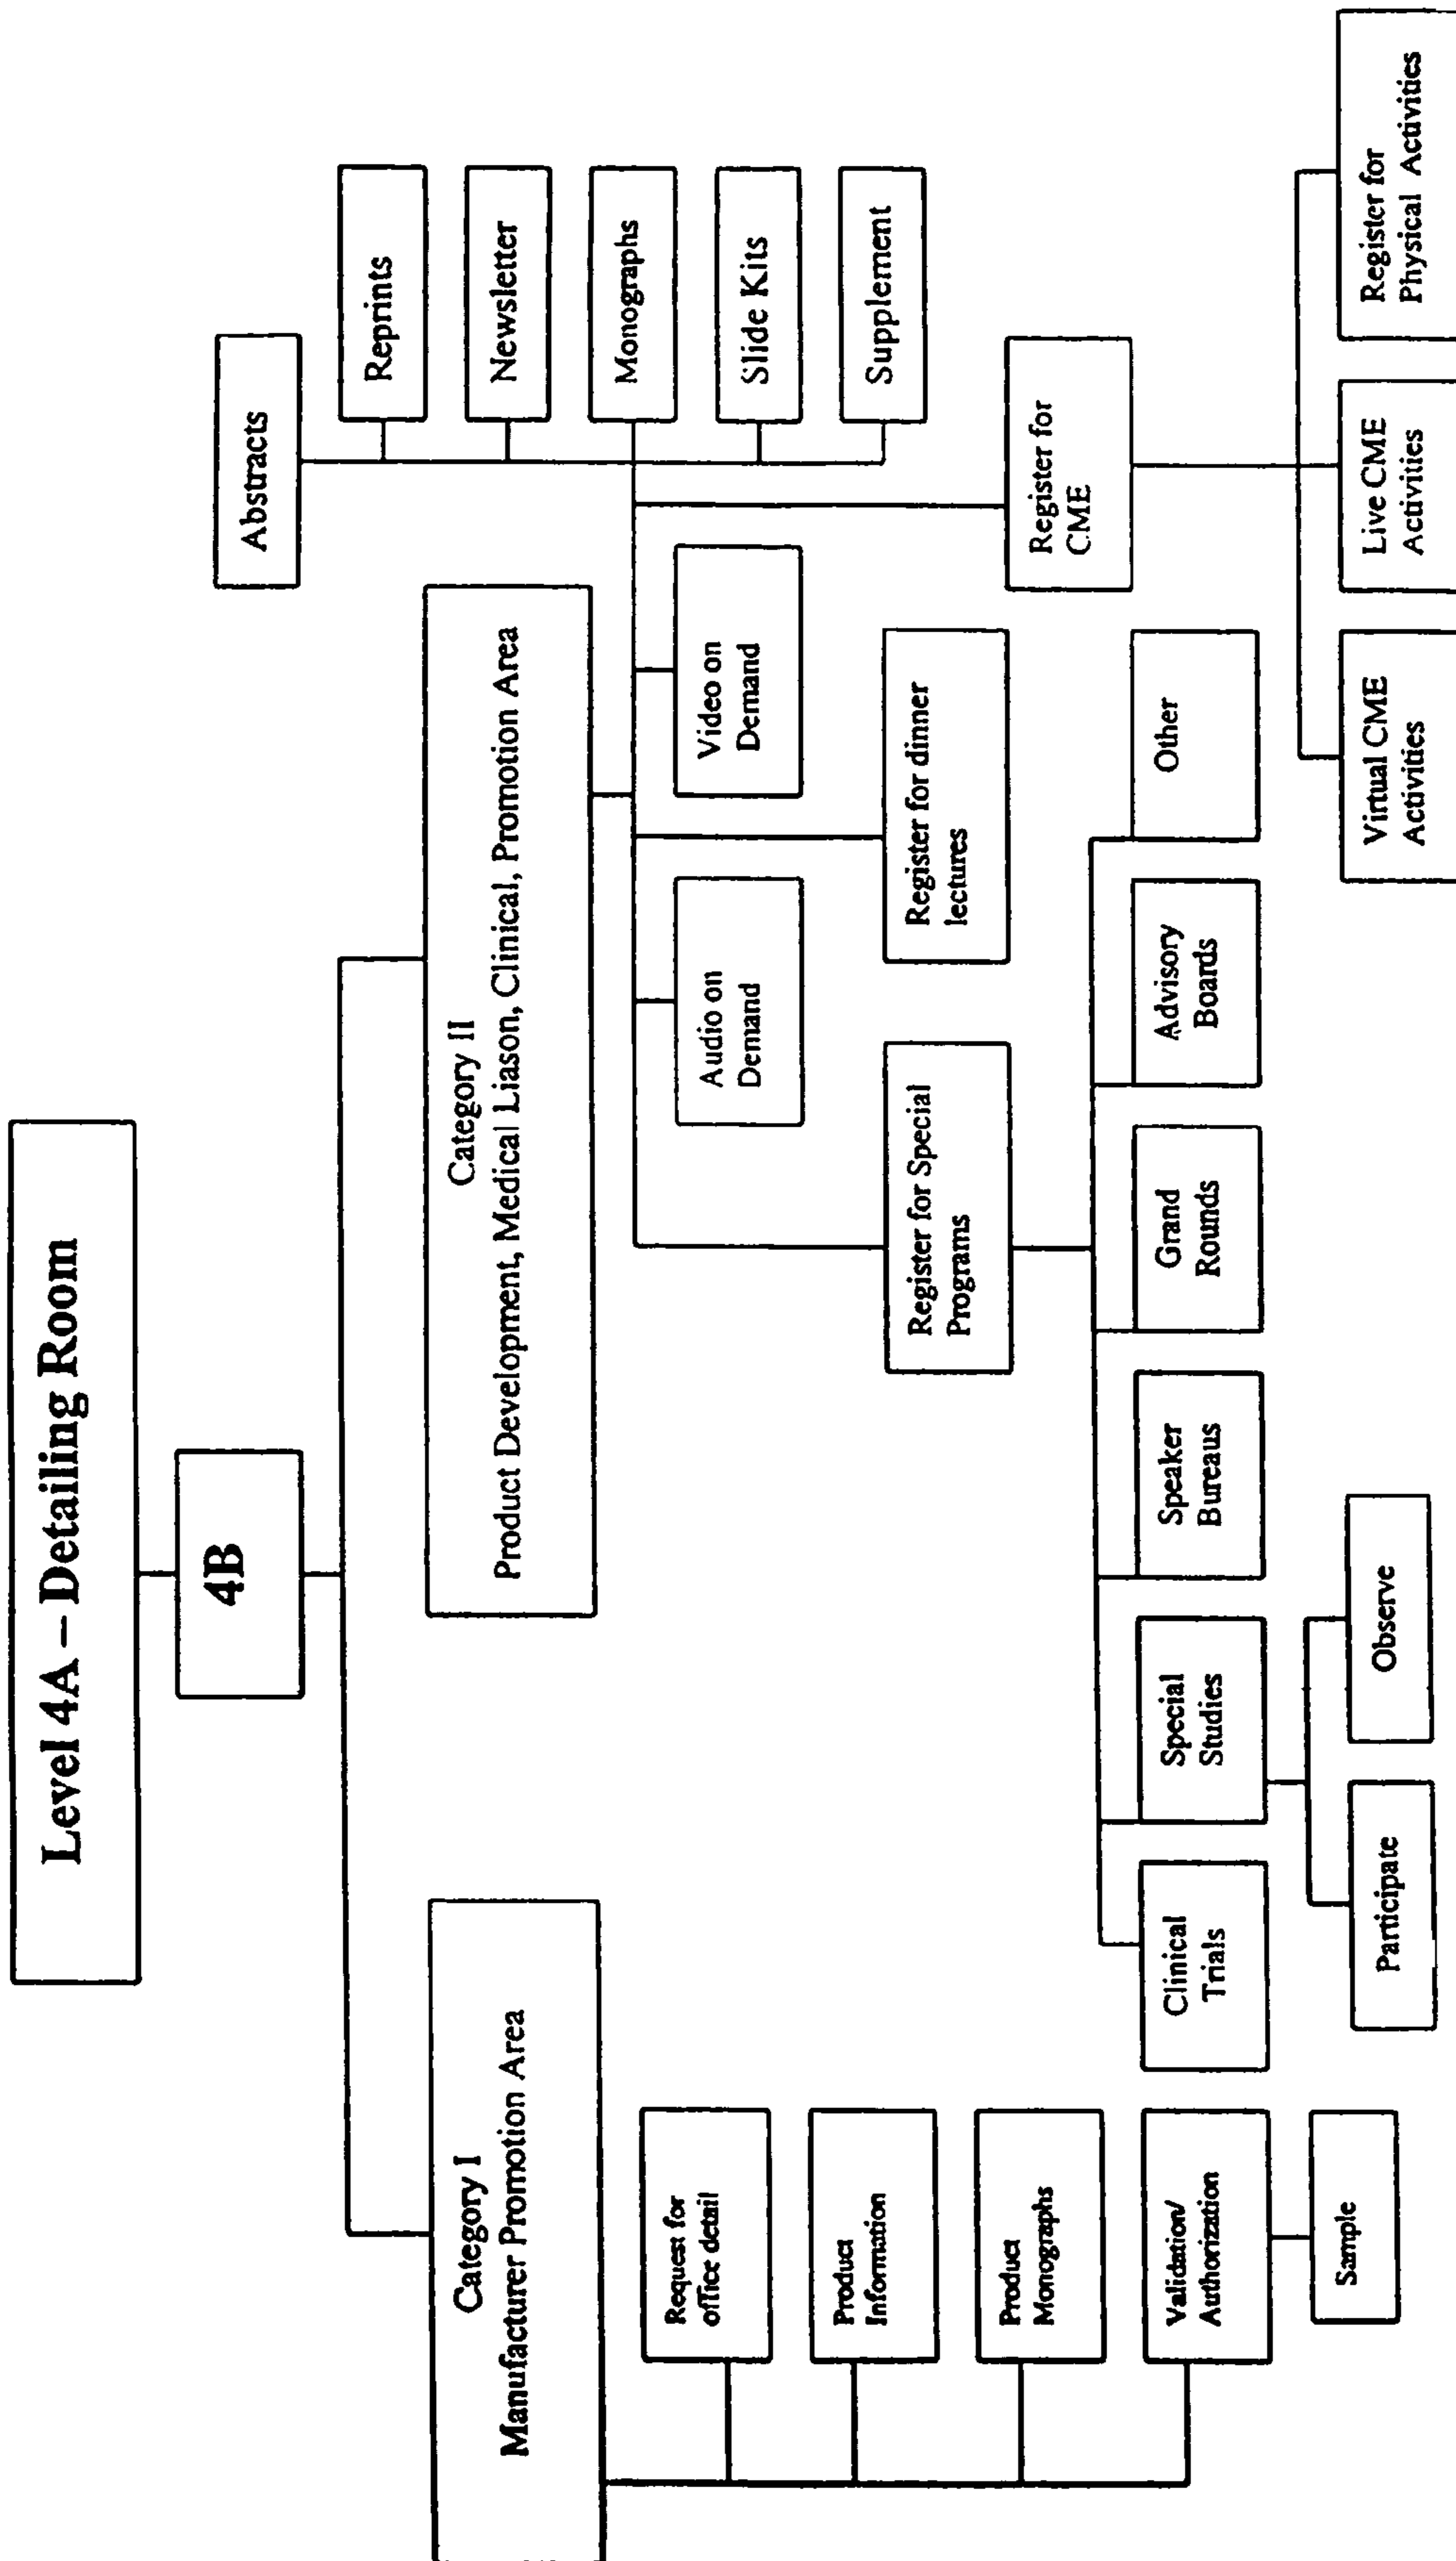 Level 4A – Detailing Room
4B
Category I
Manufacturer Promotion Area
Category II
Product Development, Medical Liason, Clinical, Promotion Area
Request for
office detail
Product
Information
Product
Monographs
Validation/
Authorization
Sample
Abstracts
Reprints
Newsletter
Monographs
Slide Kits
Supplement
Audio on
Demand
Video on
Demand
Register for Special
Programs
Register for dinner
lectures
Register for
CME
Clinical
Trials
Special
Studies
Speaker
Bureaus
Grand
Rounds
Advisory
Boards
Other
Participate
Observe
Virtual CME
Activities
Live CME
Activities
Register for
Physical Activities